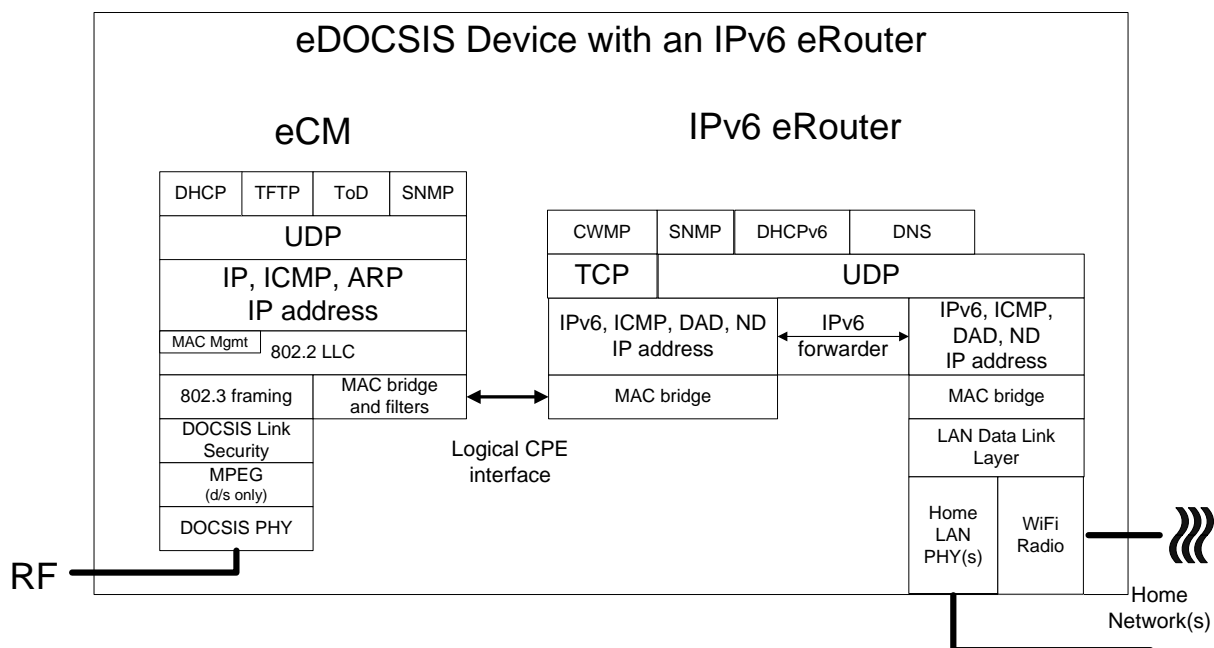 eDOCSIS Device with an IPv6 eRouter
eCM
IPv6 eRouter
DHCP
TFTP
ToD
SNMP
UDP
IP, ICMP, ARP
IP address
MAC Mgmt
802.2 LLC
802.3 framing
MAC bridge
and filters
DOCSIS Link
Security
MPEG
(d/s only)
DOCSIS PHY
RF
Logical CPE
interface
CWMP
SNMP
DHCPv6
DNS
TCP
UDP
IPv6, ICMP, DAD, ND
IP address
IPv6
forwarder
IPv6, ICMP,
DAD, ND
IP address
MAC bridge
MAC bridge
LAN Data Link
Layer
Home
LAN
PHY(s)
WiFi
Radio
Home
Network(s)